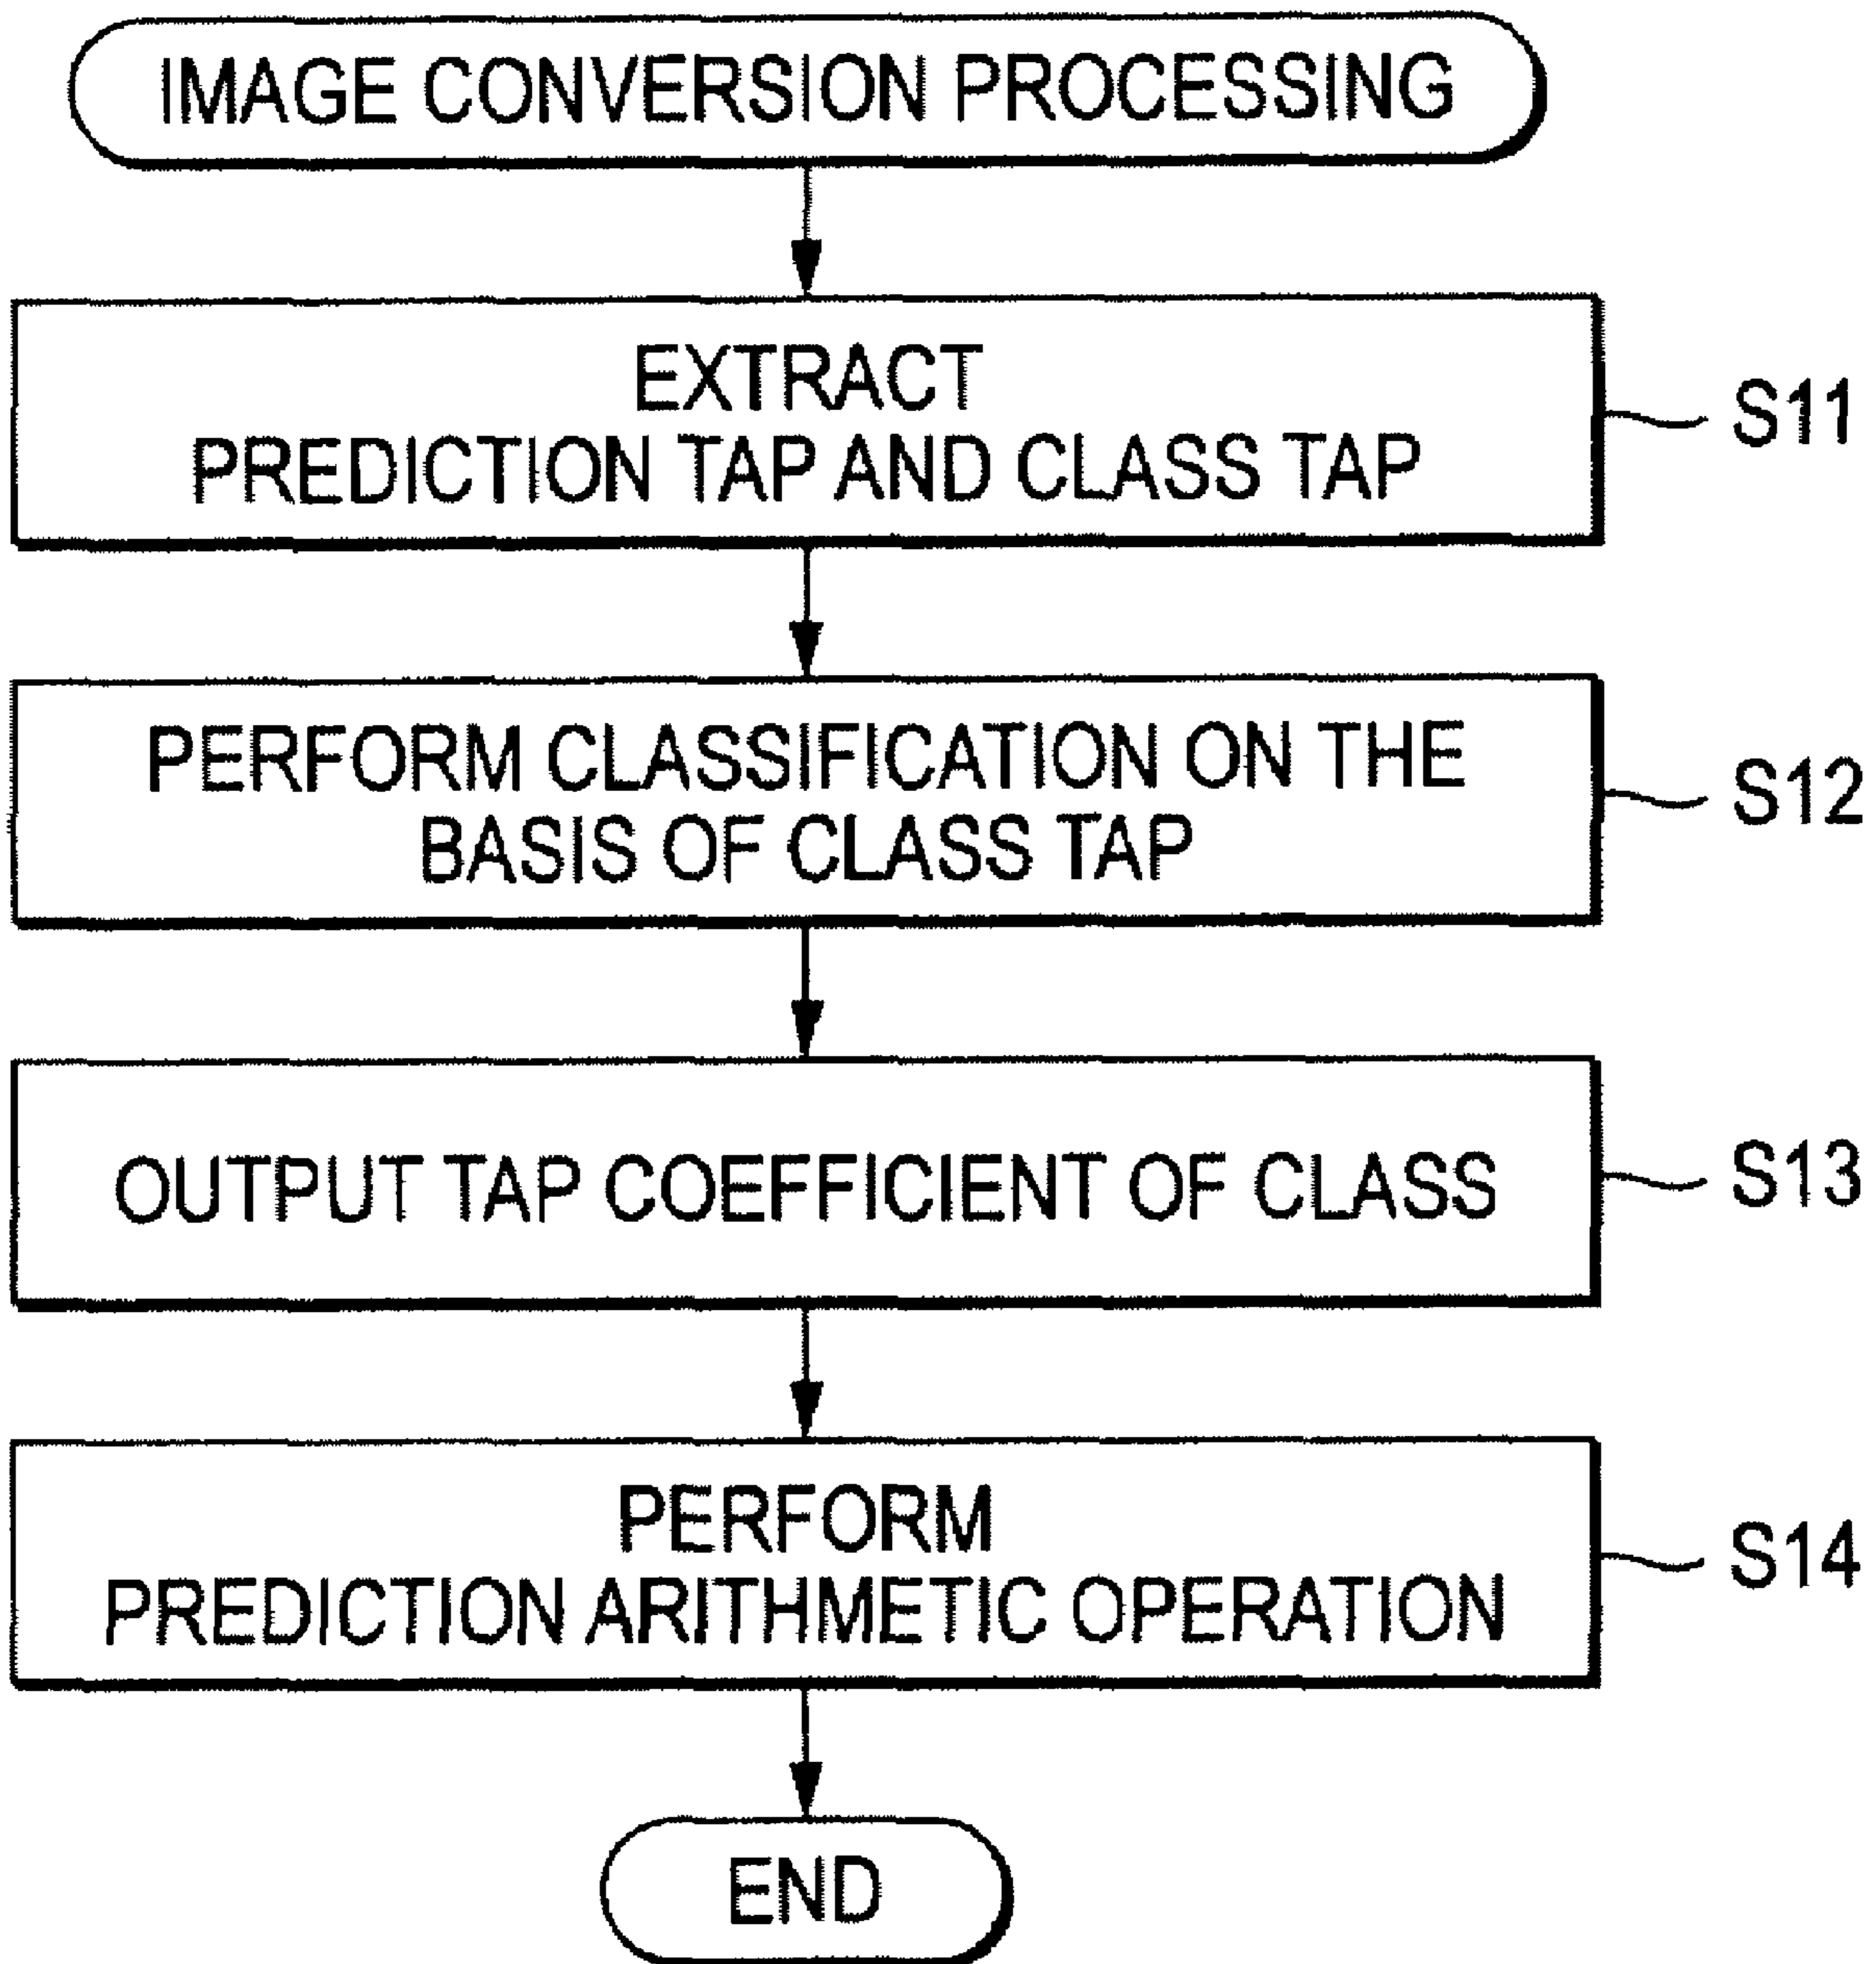 IMAGE CONVERSION PROCESSING
EXTRACT
PREDICTION TAP AND CLASS TAP
S11
PERFORM CLASSIFICATION ON THE
BASIS OF CLASS TAP
S12
OUTPUT TAP COEFFICIENT OF CLASS
S13
PERFORM
PREDICTION ARITHMETIC OPERATION
S14
END